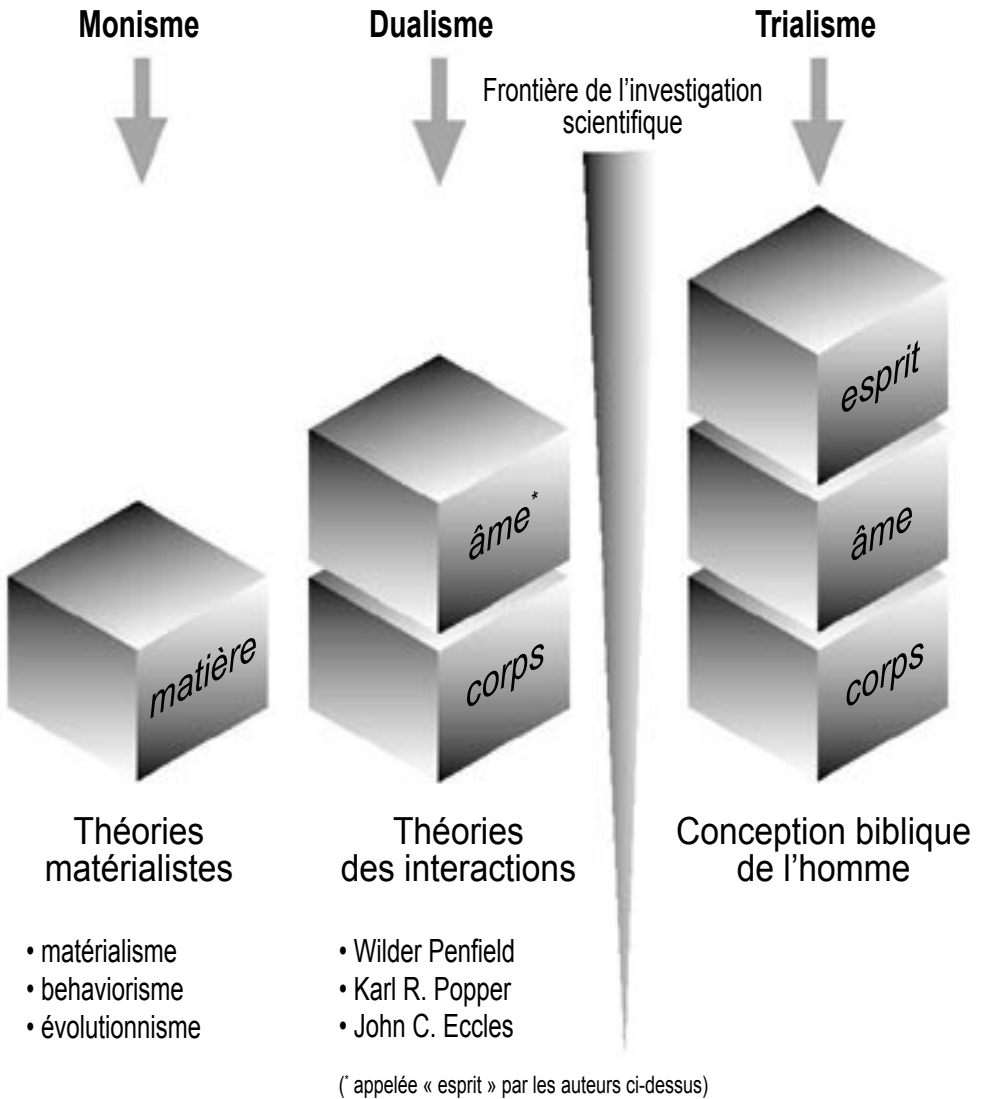 Monisme
Dualisme
Trialisme
Frontière de l’investigation
scientifique
matière
âme*
corps
esprit
âme
corps
Théories
matérialistes
• matérialisme
• behaviorisme
• évolutionnisme
Théories
des interactions
• Wilder Penfield
• Karl R. Popper
• John C. Eccles
(* appelée « esprit » par les auteurs ci-dessus)
Conception biblique
de l’homme